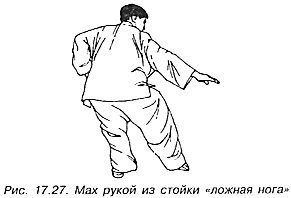 Рис. 17.27. Мах рукой из стойки «ложная нога»